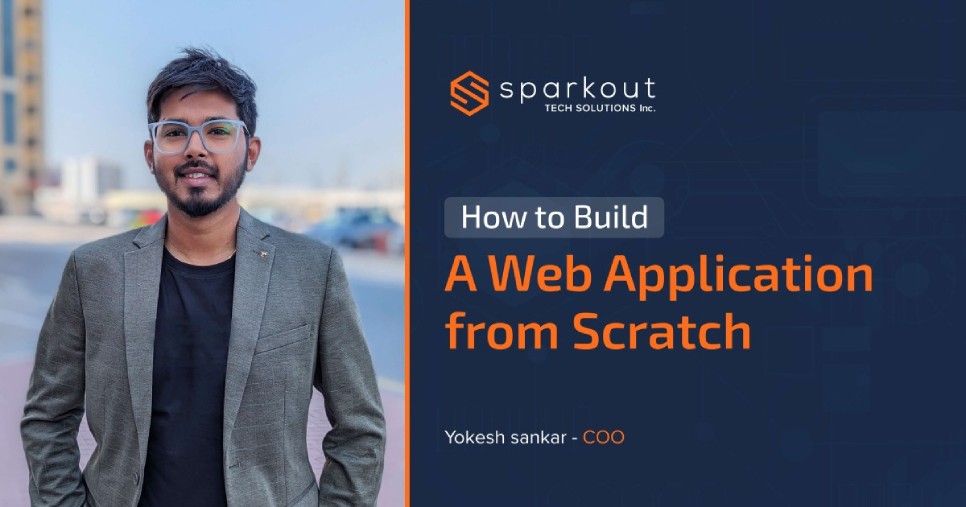 sparkout
TECH SOLUTIONS Inc.
How to Build
A Web Application
from Scratch
Yokesh sankar - COO